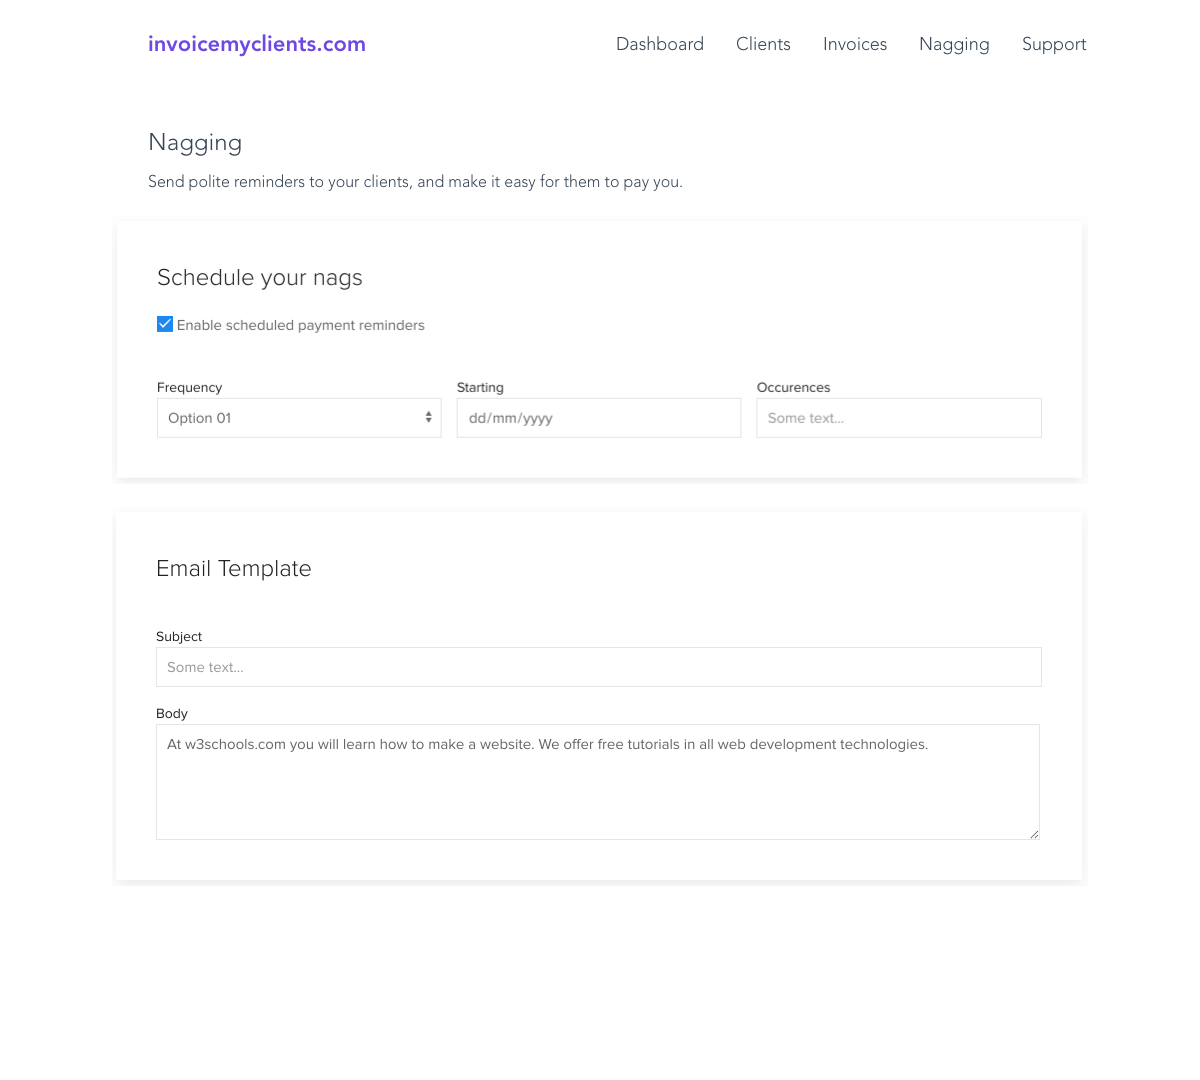 invoicemyclients.com
Dashboard Clients Invoices Nagging Support
Nagging
Send polite reminders to your clients, and make it easy for them to pay you.
Schedule your nags
Enable scheduled payment reminders
Frequency Starting Occurences
Option 01 dd/mm/yyyy Some text...
Email Template
Subject
Some text...
Body
At w3schools.com you will learn how to make a website. We offer free tutorials in all web development technologies.